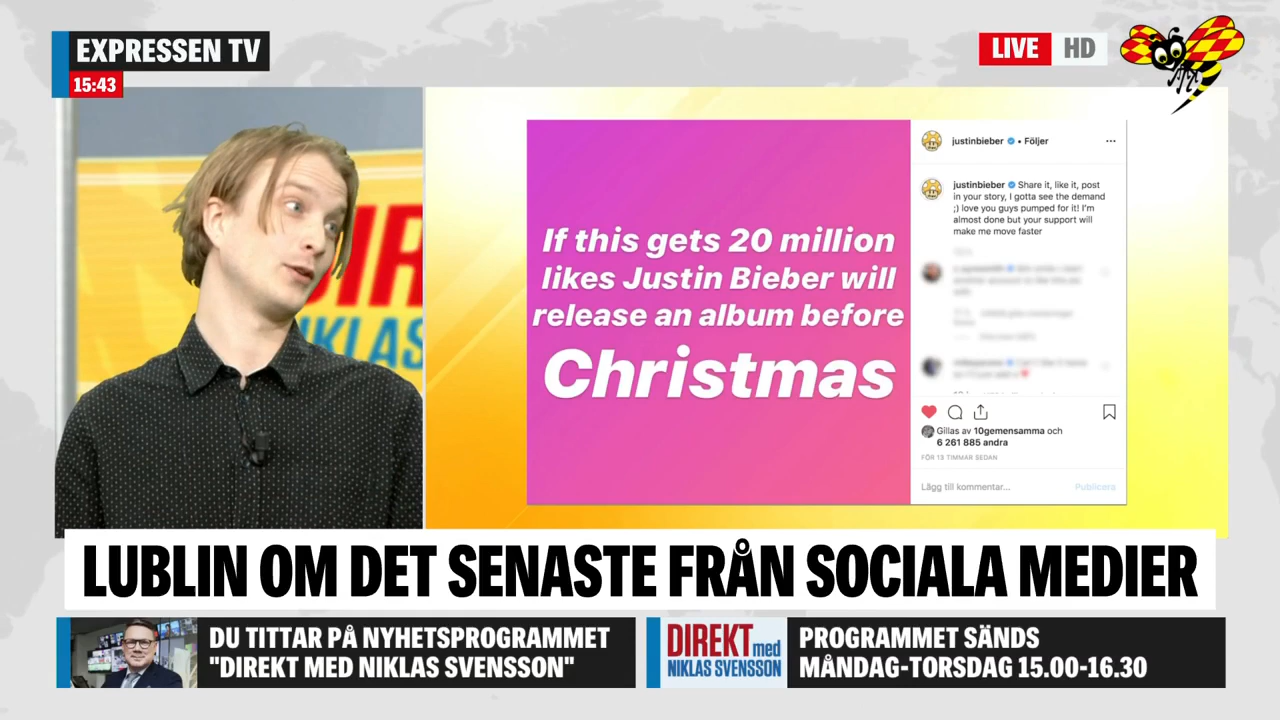 EXPRESSEN TV
15:43
LIVE HD
justinbieber • Följer
justinbieber Share it, like it, post
in your story, I gotta see the demand
;) love you guys pumped for it! I'm
almost done but your support will
make me move faster
If this gets 20 million
likes Justin Bieber will
release an album before
Christmas
Gillas av 10gemensamma och
6 261 885 andra
FÖR 13 TIMMAR SEDAN
Lägg till kommentar... Publicera
DIR
NIKLAS
LUBLIN OM DET SENASTE FRÅN SOCIALA MEDIER
DU TITTAR PÅ NYHETSPROGRAMMET
"DIREKT MED NIKLAS SVENSSON"
DIREKT med
NIKLAS SVENSSON
PROGRAMMET SÄNDS
MÅNDAG-TORSDAG 15.00-16.30